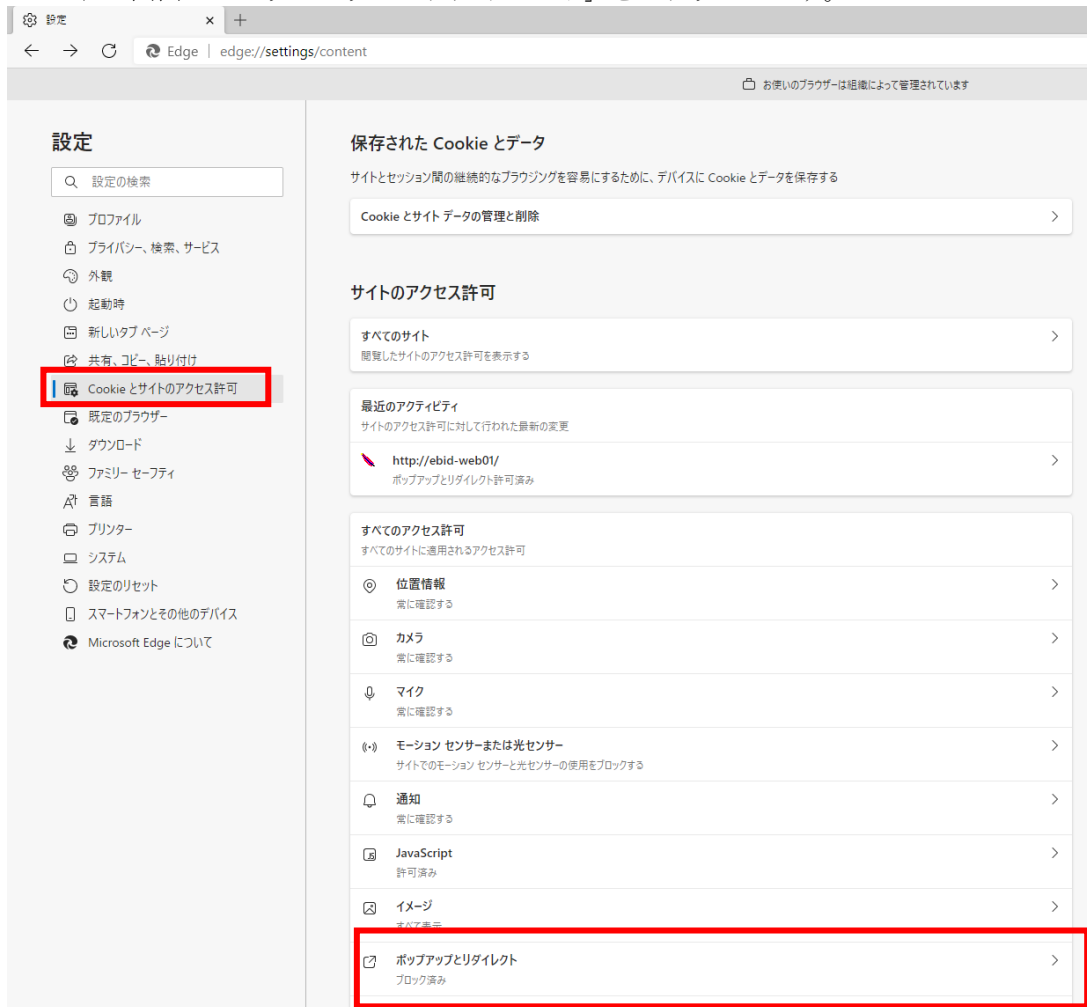 設定
Edge | edge://settings/content
お使いのブラウザーは組織によって管理されています
設定
設定の検索
プロファイル
プライバシー、検索、サービス
外観
起動時
新しいタブ ページ
共有、コピー、貼り付け
Cookie とサイトのアクセス許可
既定のブラウザー
ダウンロード
ファミリー セーフティ
言語
プリンター
システム
設定のリセット
スマートフォンとその他のデバイス
Microsoft Edge について
保存された Cookie とデータ
サイトとセッション間の継続的なブラウジングを容易にするために、デバイスに Cookie とデータを保存する
Cookie とサイト データの管理と削除
サイトのアクセス許可
すべてのサイト
閲覧したサイトのアクセス許可を表示する
最近のアクティビティ
サイトのアクセス許可に対して行われた最新の変更
http://ebid-web01/
ポップアップとリダイレクト許可済み
すべてのアクセス許可
すべてのサイトに適用されるアクセス許可
位置情報
常に確認する
カメラ
常に確認する
マイク
常に確認する
モーション センサーまたは光センサー
サイトでのモーション センサーと光センサーの使用をブロックする
通知
常に確認する
JavaScript
許可済み
イメージ
すべて表示
ポップアップとリダイレクト
ブロック済み